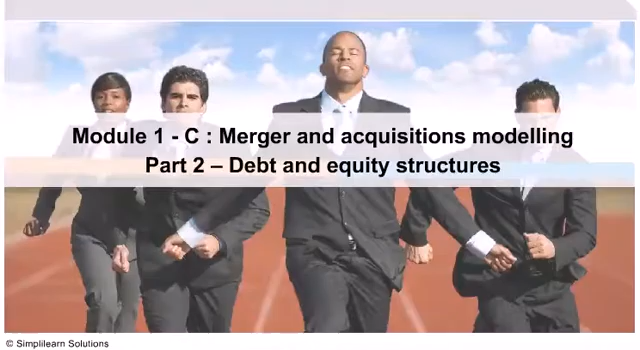 Module 1 - C : Merger and acquisitions modelling
Part 2 – Debt and equity structures
© Simplilearn Solutions